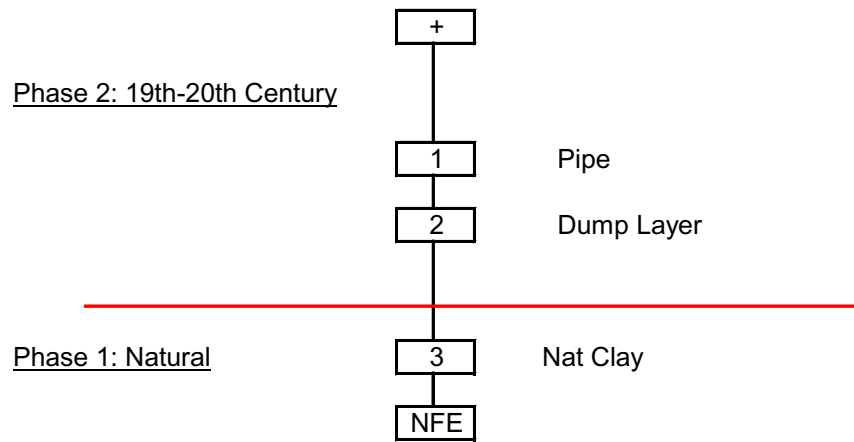 +
Phase 2: 19th-20th Century
1 Pipe
2 Dump Layer
Phase 1: Natural 3 Nat Clay
NFE